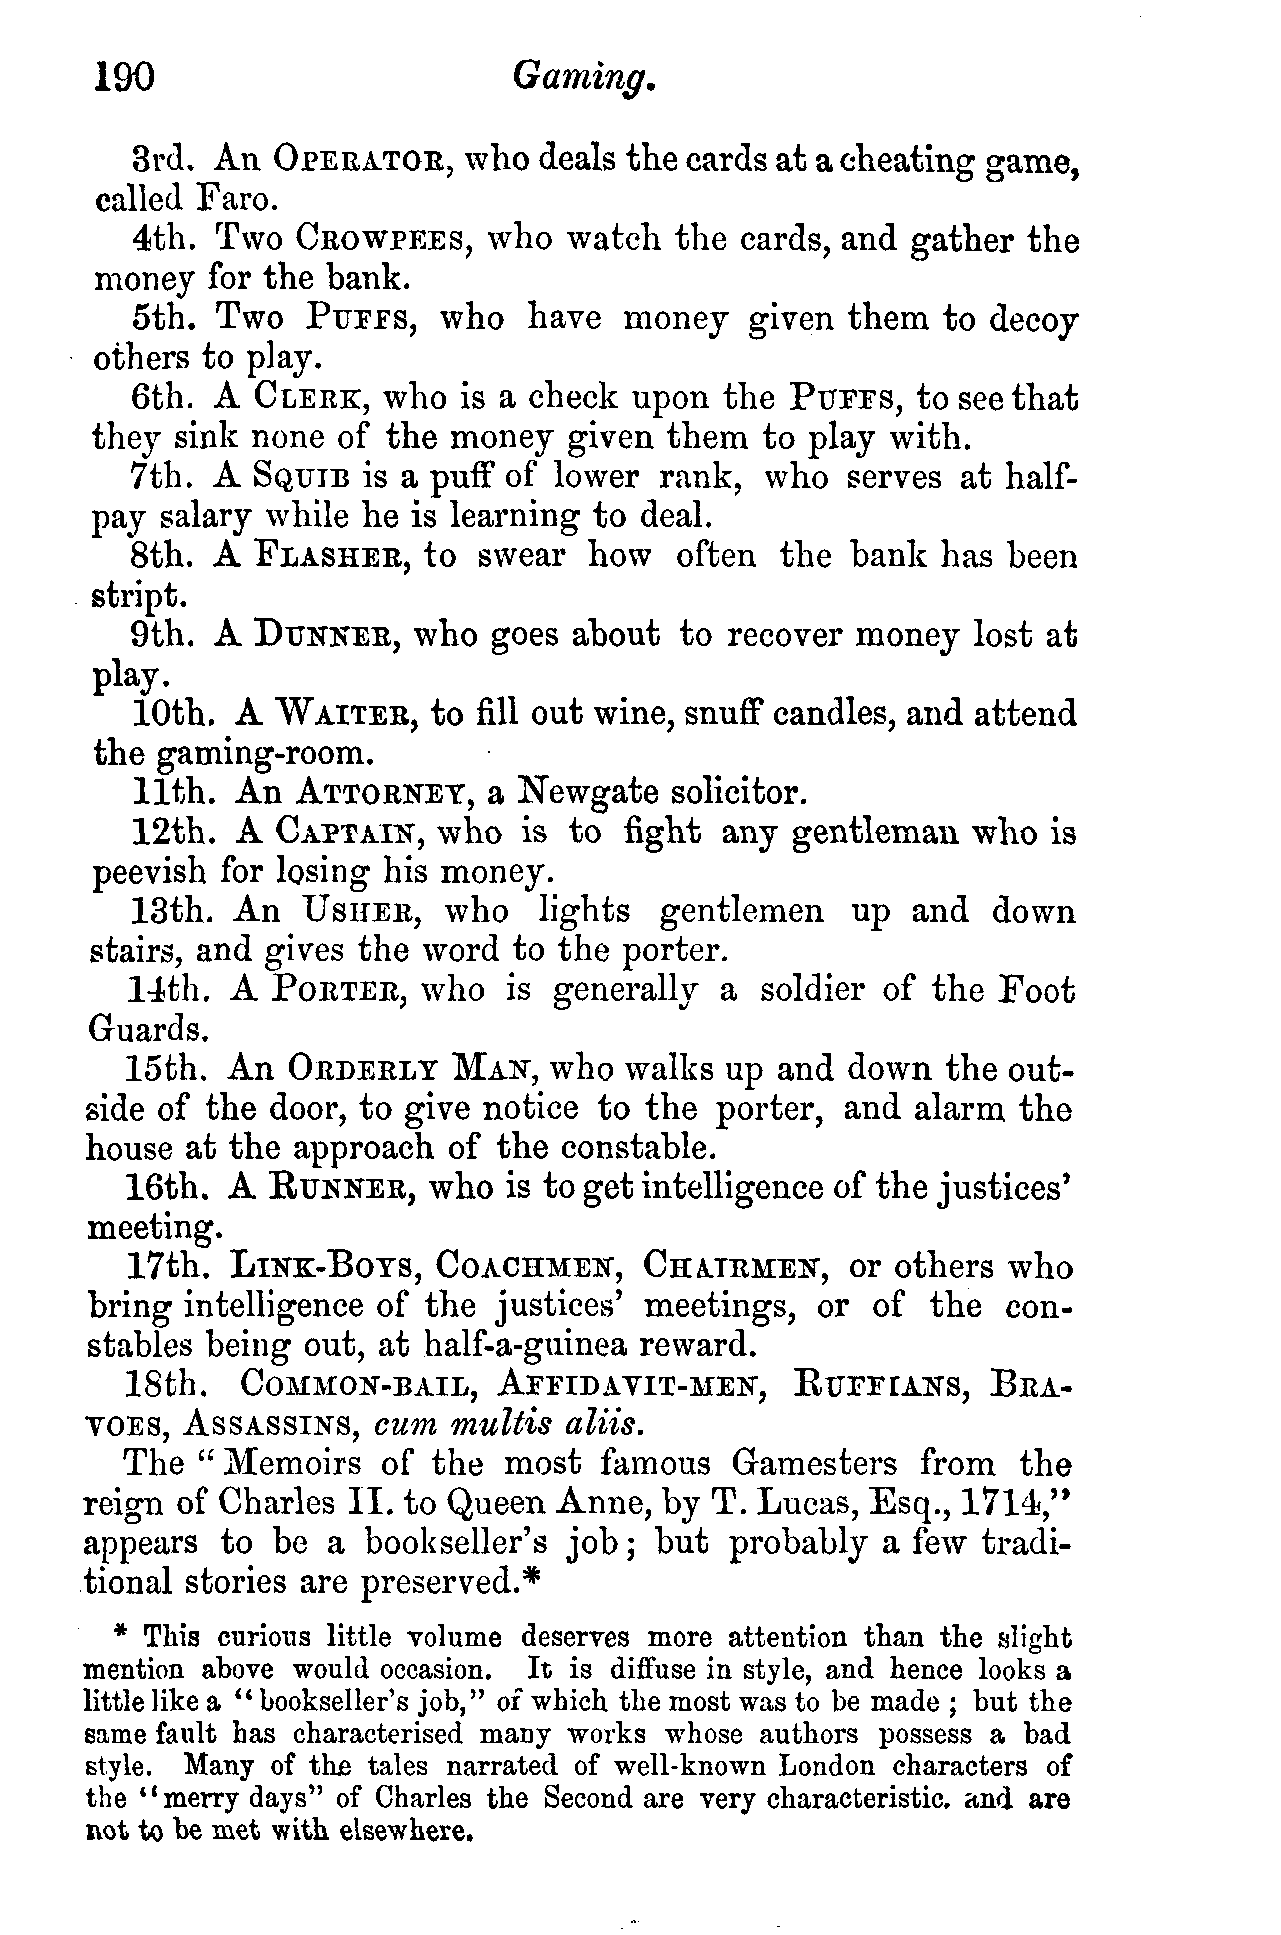 190 Gaming.
3rd. An OPERATOR, who deals the cards at a cheating game,
called Faro.
4th. Two CROWPEES, who watch the cards, and gather the
money for the bank.
5th. Two PUFFS, who have money given them to decoy
others to play.
6th. A CLERK, who is a check upon the PUFFS, to see that
they sink none of the money given them to play with.
7th. A SQUIB is a puff of lower rank, who serves at half-
pay salary while he is learning to deal.
8th. A FLASHER, to swear how often the bank has been
stript.
9th. A DUNNER, who goes about to recover money lost at
play.
10th. A WAITER, to fill out wine, snuff candles, and attend
the gaming-room.
11th. An ATTORNEY, a Newgate solicitor.
12th. A CAPTAIN, who is to fight any gentleman who is
peevish for losing his money.
13th. An USHER, who lights gentlemen up and down
stairs, and gives the word to the porter.
14th. A PORTER, who is generally a soldier of the Foot
Guards.
15th. An ORDERLY MAN, who walks up and down the out-
side of the door, to give notice to the porter, and alarm the
house at the approach of the constable.
16th. A RUNNER, who is to get intelligence of the justices'
meeting.
17th. LINK-BOYS, COACHMEN, CHAIRMEN, or others who
bring intelligence of the justices' meetings, or of the con-
stables being out, at half-a-guinea reward.
18th. COMMON-BAIL, AFFIDAVIT-MEN, RUFFIANS, BRA-
VOES, ASSASSINS, cum multis aliis.
The "Memoirs of the most famous Gamesters from the
reign of Charles II. to Queen Anne, by T. Lucas, Esq., 1714,"
appears to be a bookseller's job; but probably a few tradi-
tional stories are preserved.*
* This curious little volume deserves more attention than the slight
mention above would occasion. It is diffuse in style, and hence looks a
little like a "bookseller's job," of which the most was to be made; but the
same fault has characterised many works whose authors possess a bad
style. Many of the tales narrated of well-known London characters of
the "merry days" of Charles the Second are very characteristic. and are
not to be met with elsewhere.